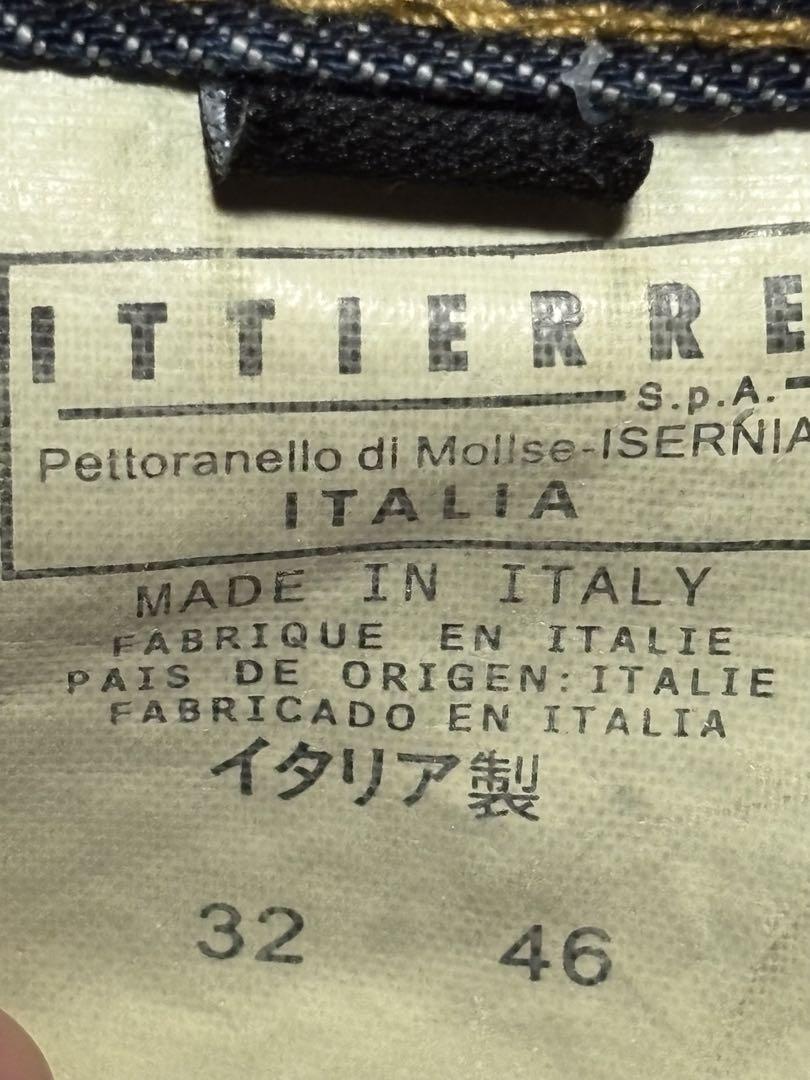 ITTIERRE
S.p.A.
Pettoranello di Mollse-ISERNIA
ITALIA
MADE IN ITALY
FABRIQUE EN ITALIE
PAIS DE ORIGEN: ITALIE
FABRICADO EN ITALIA
イタリア製
32 46